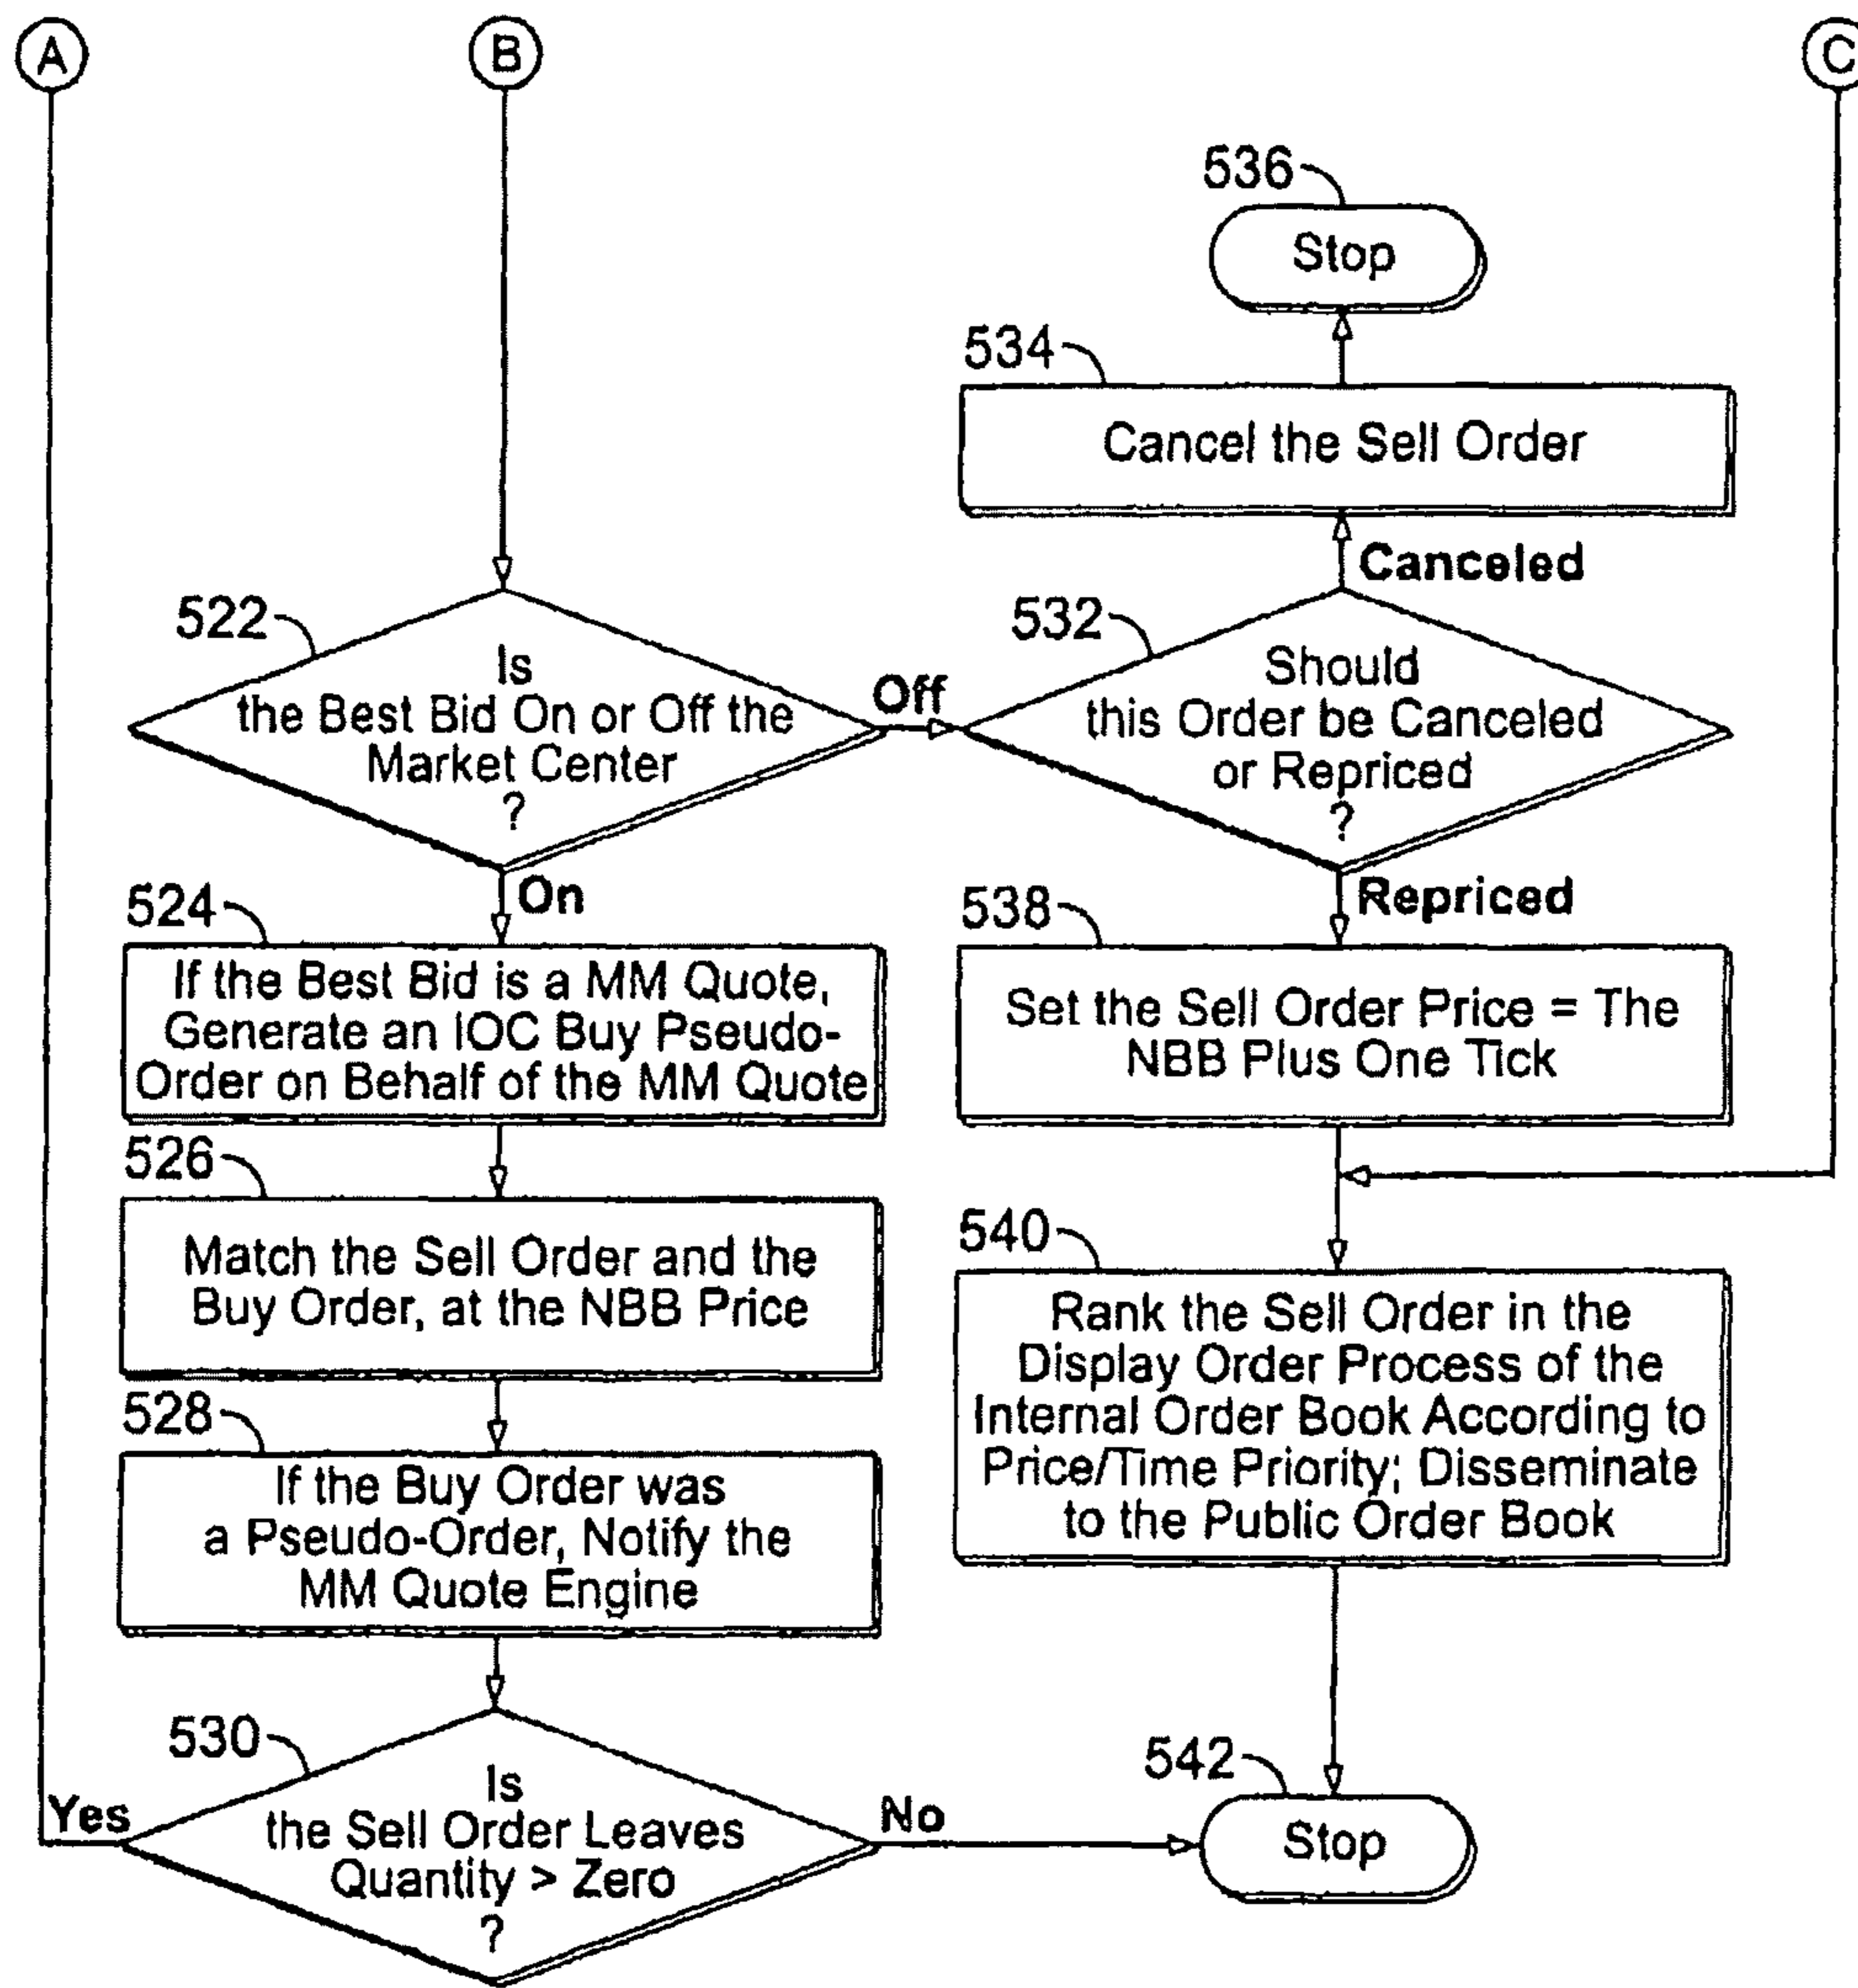 A
B
C
536
Stop
534
Cancel the Sell Order
Canceled
522
Is
the Best Bid On or Off the
Market Center
?
Off
532
Should
this Order be Canceled
or Repriced
?
On
Repriced
524
If the Best Bid is a MM Quote,
Generate an IOC Buy Pseudo-
Order on Behalf of the MM Quote
538
Set the Sell Order Price = The
NBB Plus One Tick
526
Match the Sell Order and the
Buy Order, at the NBB Price
540
Rank the Sell Order in the
Display Order Process of the
Internal Order Book According to
Price/Time Priority; Disseminate
to the Public Order Book
528
If the Buy Order was
a Pseudo-Order, Notify the
MM Quote Engine
530
Is
the Sell Order Leaves
Quantity > Zero
?
Yes
No
542
Stop